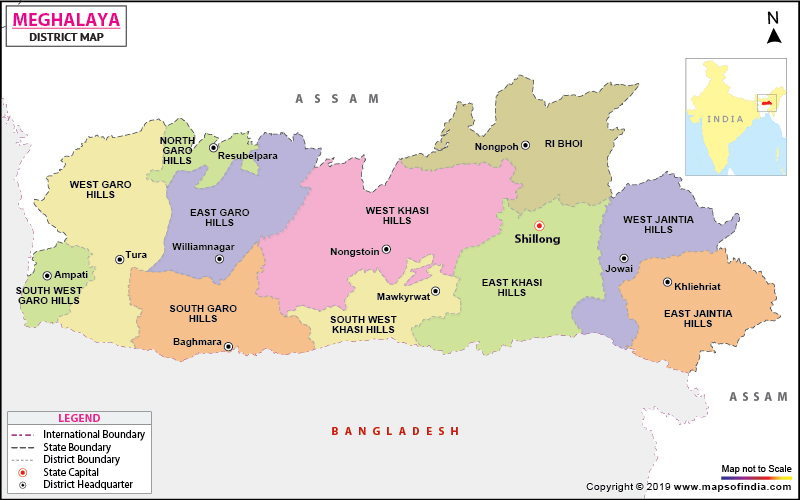 MEGHALAYA
DISTRICT MAP
N
ASSAM
INDIA
NORTH
GARO
HILLS
Resubelpara
Nongpoh
RI BHOI
WEST GARO
HILLS
EAST GARO
HILLS
WEST KHASI
HILLS
WEST JAINTIA
HILLS
Williamnagar
Tura
Nongstoin
Shillong
Jowai
Ampati
SOUTH WEST
GARO HILLS
EAST KHASI
HILLS
Khliehriat
Mawkyrwat
SOUTH GARO
HILLS
SOUTH WEST
KHASI HILLS
EAST JAINTIA
HILLS
Baghmara
ASSAM
BANGLADESH
LEGEND
International Boundary
State Boundary
District Boundary
State Capital
District Headquarter
Map not to Scale
Copyright © 2019 www.mapsofindia.com